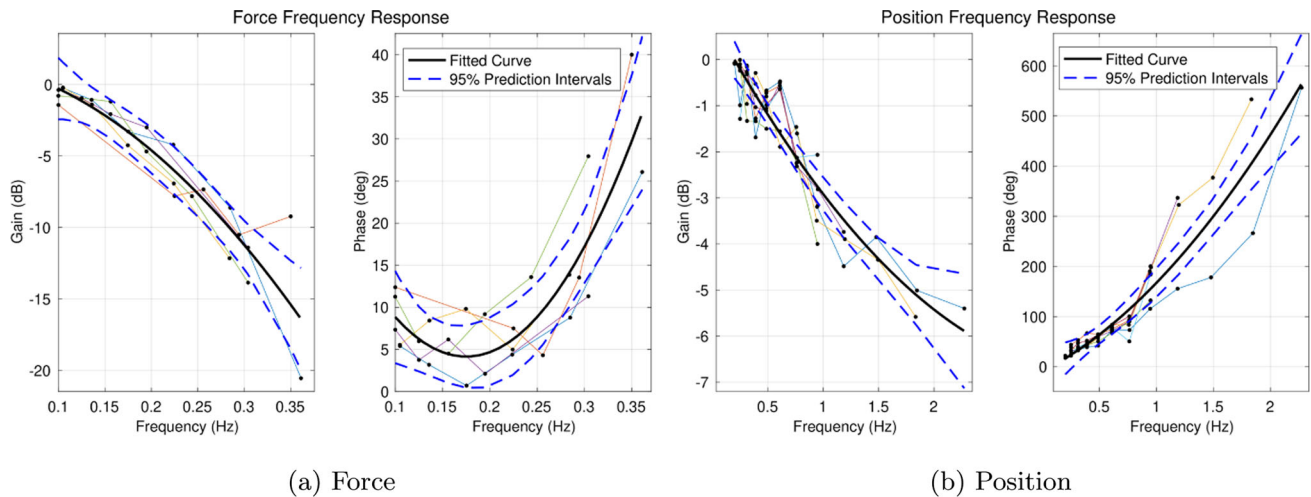 Force Frequency Response
Position Frequency Response
Gain (dB)
0
-5
-10
-15
-20
0.1 0.15 0.2 0.25 0.3 0.35
Frequency (Hz)
Phase (deg)
42
40
35
30
25
20
15
10
5
0
Fitted Curve
95% Prediction Intervals
0.1 0.15 0.2 0.25 0.3 0.35
Frequency (Hz)
Gain (dB)
0
-1
-2
-3
-4
-5
-6
-7
0.5 1 1.5 2
Frequency (Hz)
Phase (deg)
600
500
400
300
200
100
0
Fitted Curve
95% Prediction Intervals
0.5 1 1.5 2
Frequency (Hz)
(a) Force
(b) Position